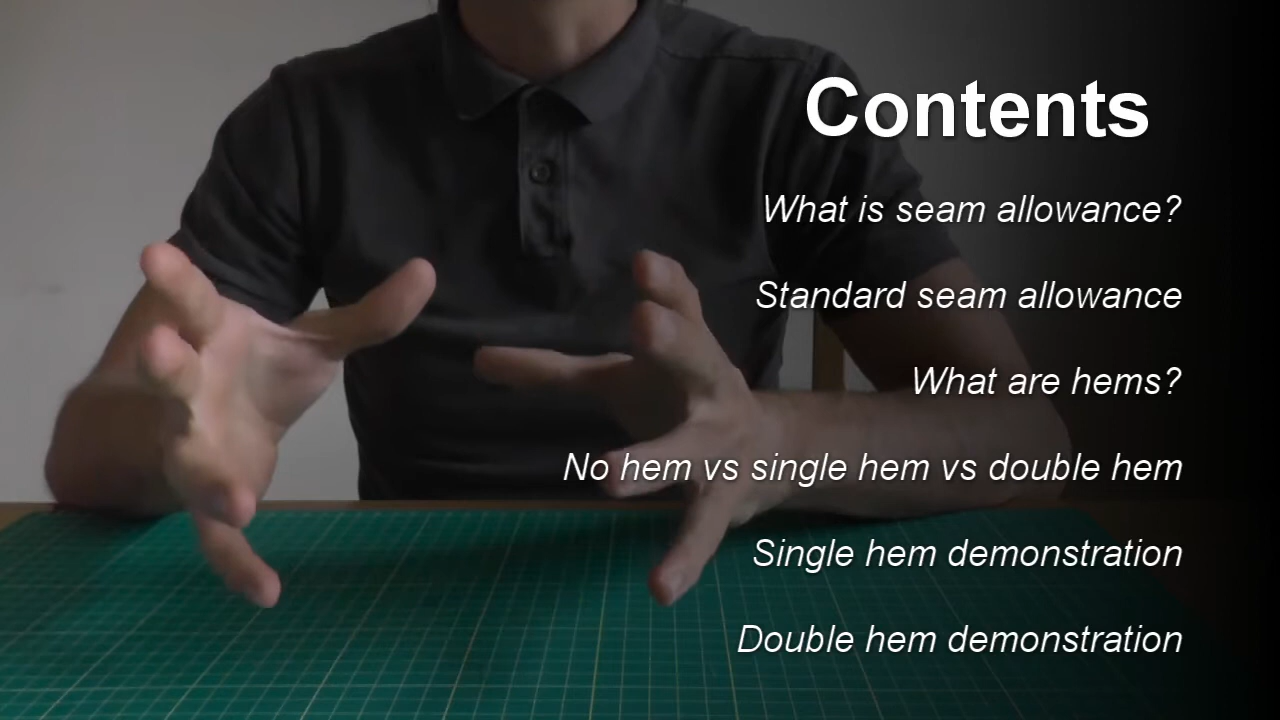 Contents
What is seam allowance?
Standard seam allowance
What are hems?
No hem vs single hem vs double hem
Single hem demonstration
Double hem demonstration